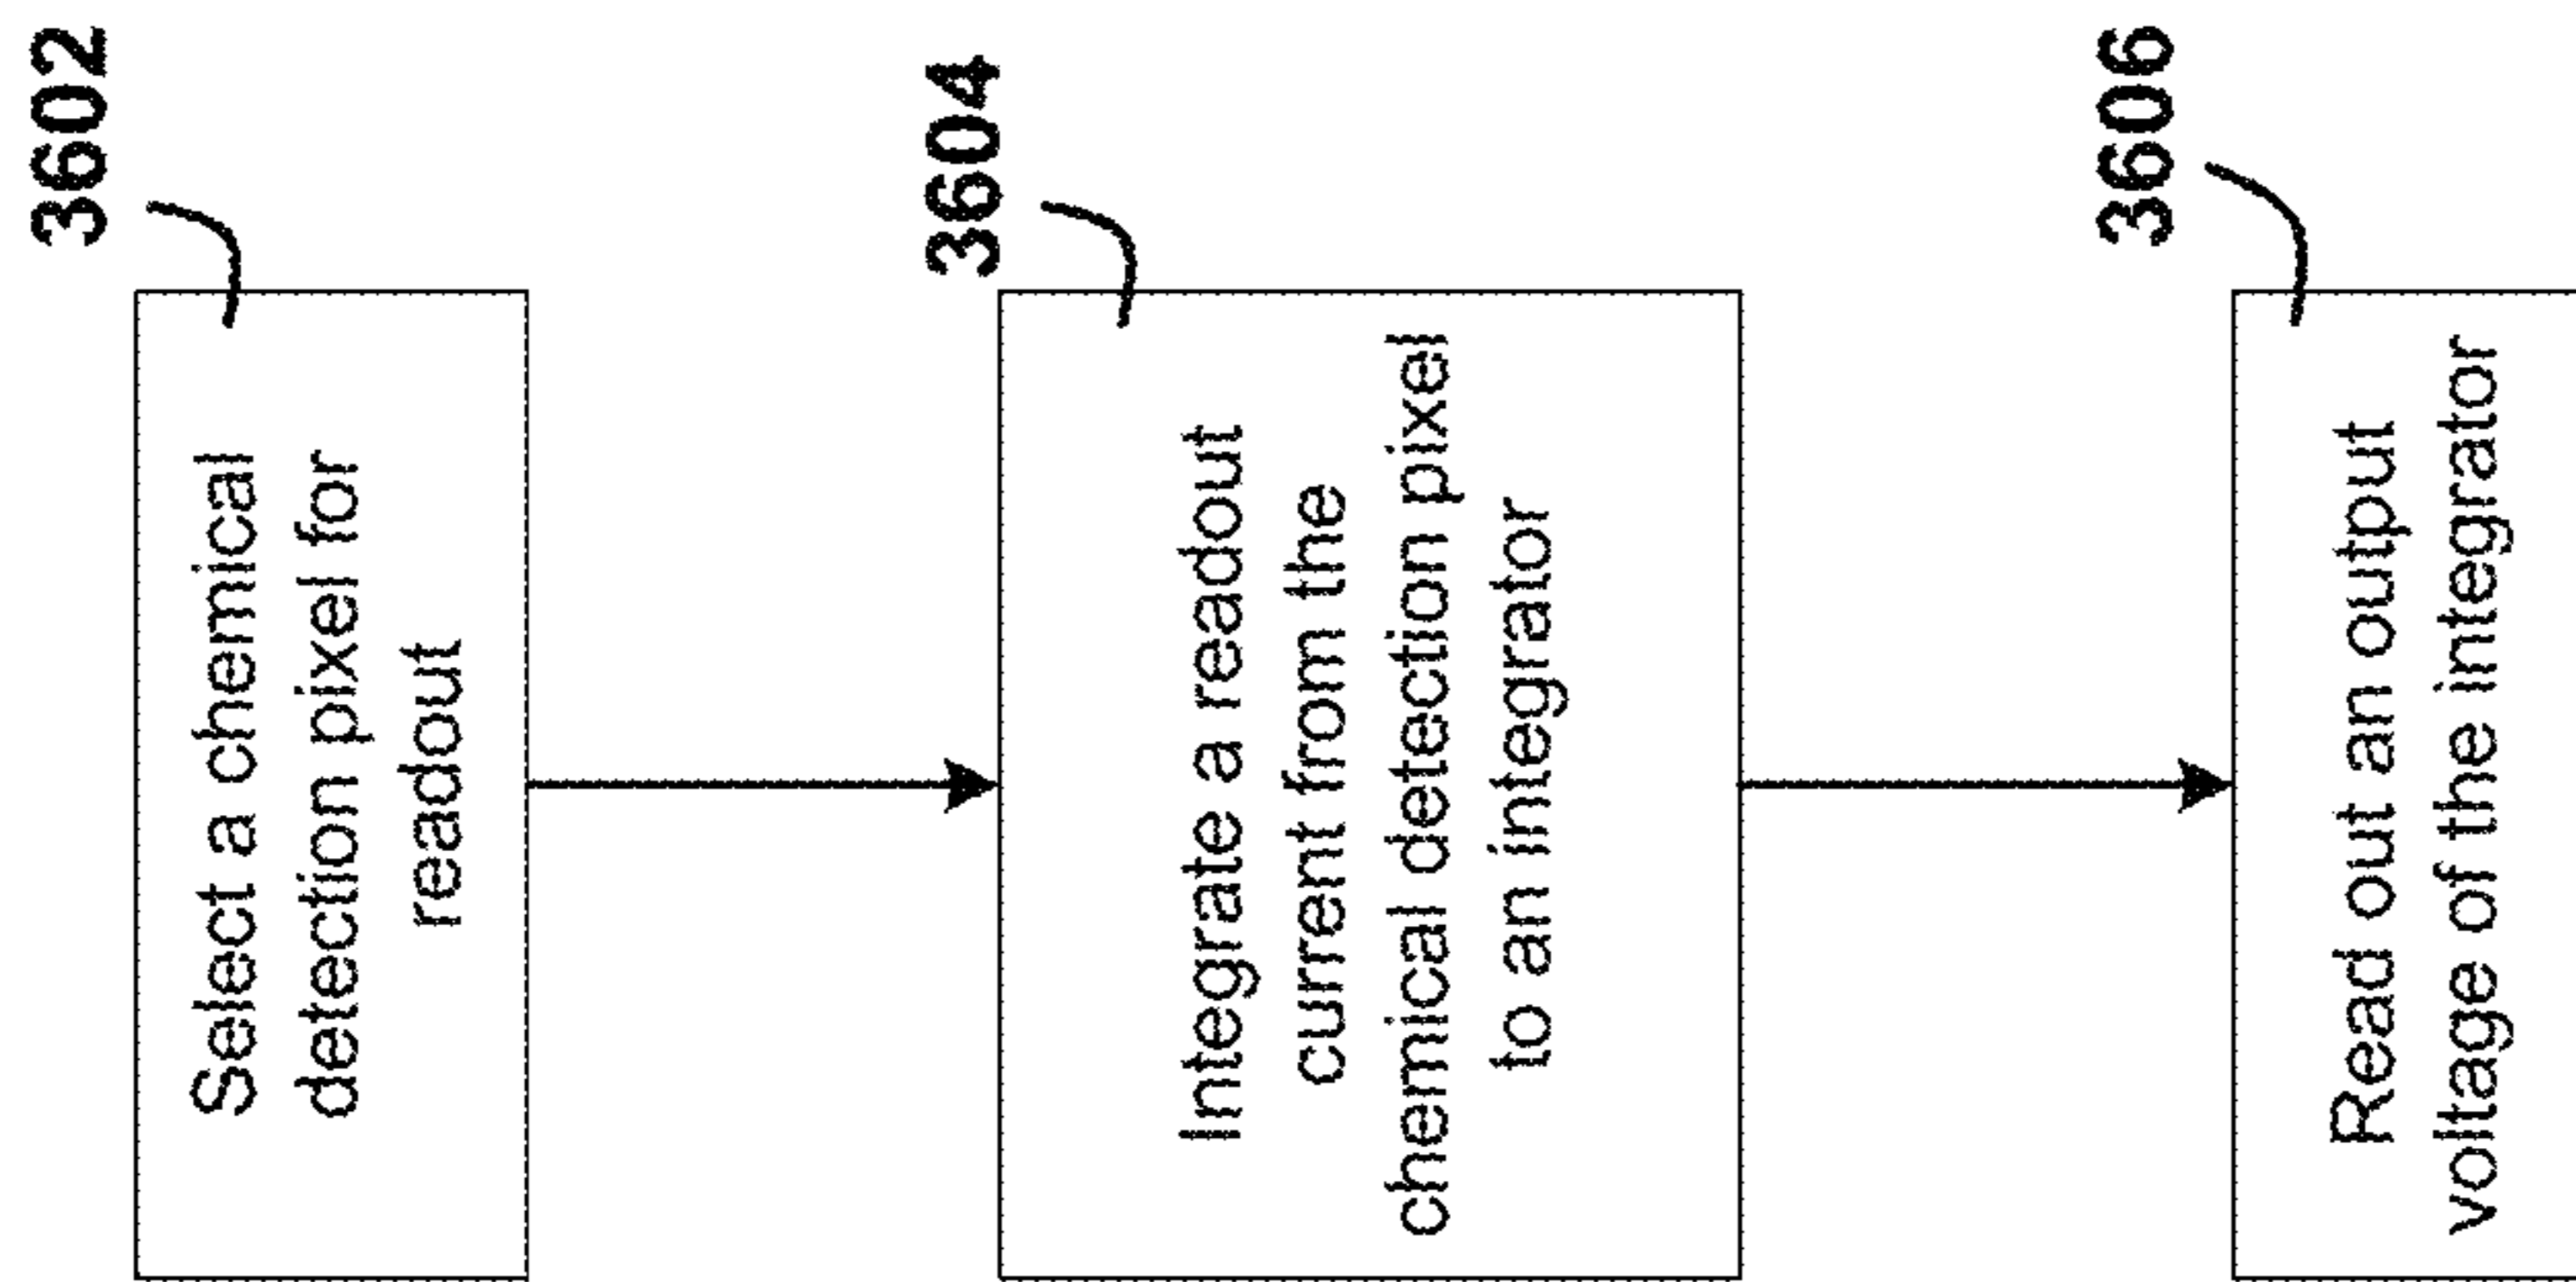 3602
Select a chemical
detection pixel for
readout
3604
Integrate a readout
current from the
chemical detection pixel
to an integrator
3606
Read out an output
voltage of the integrator